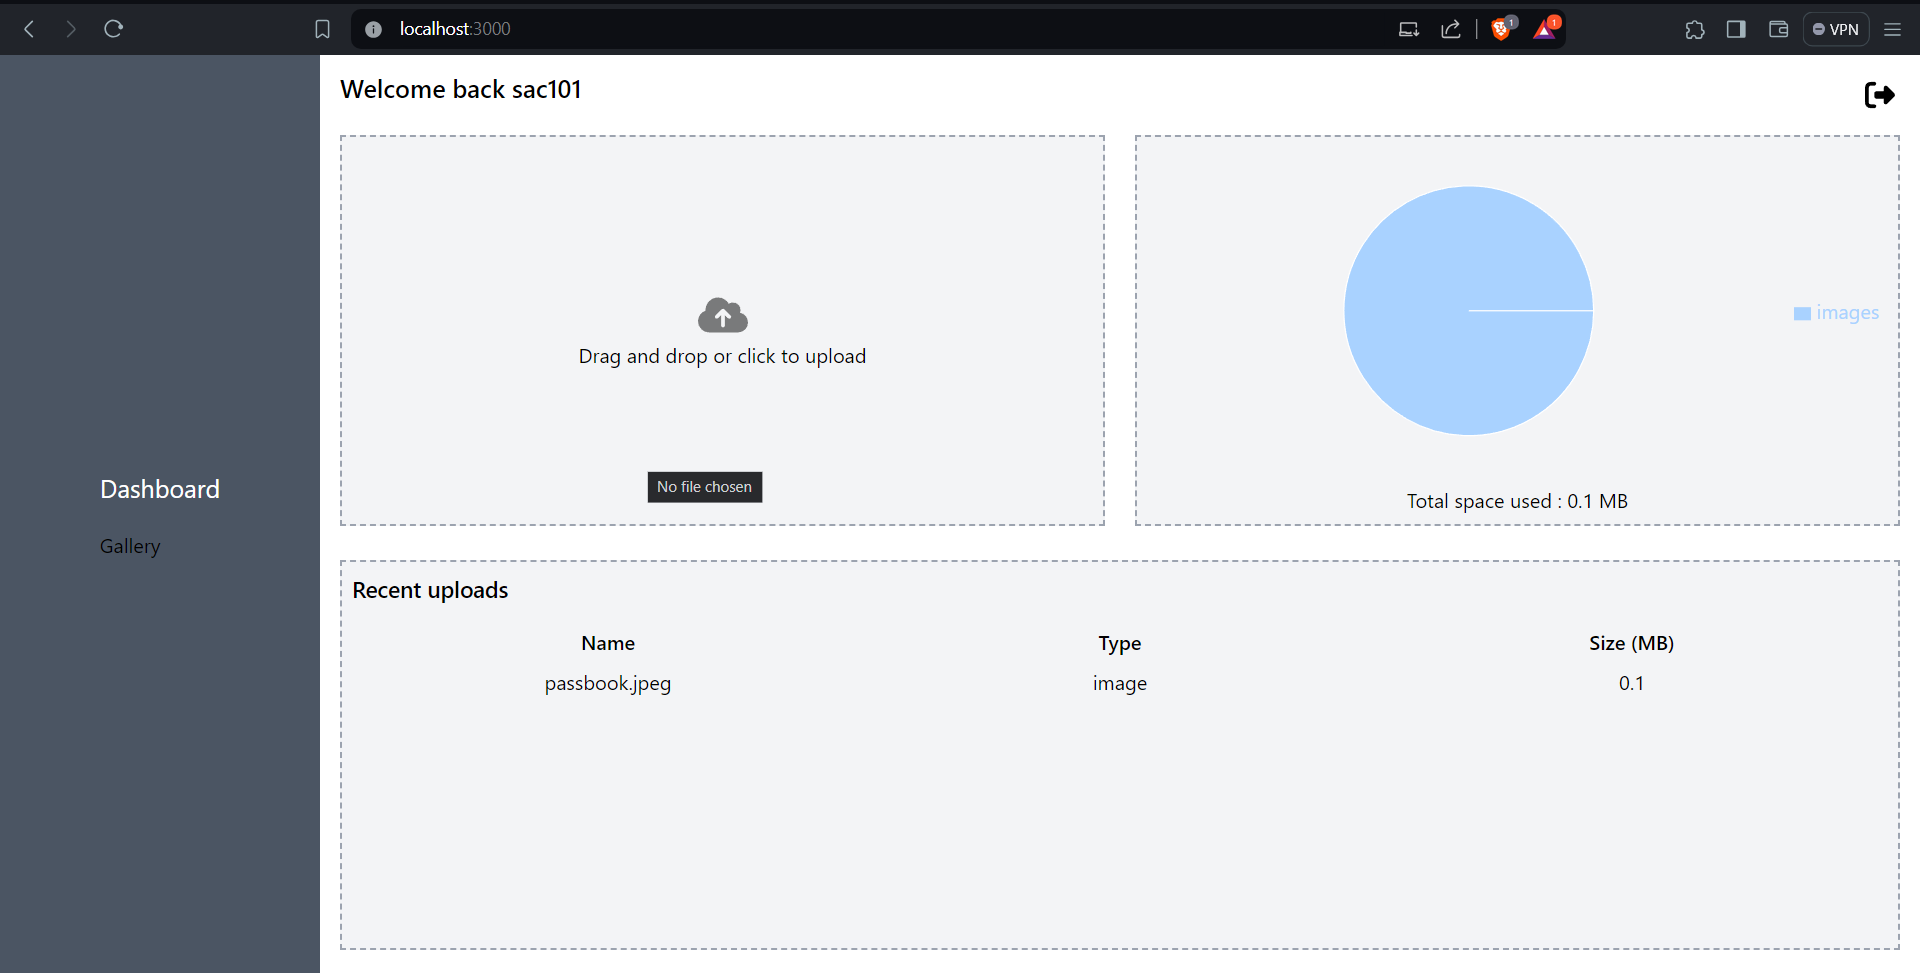 localhost:3000
1
1
VPN
Welcome back sac101
Dashboard
Gallery
Drag and drop or click to upload
No file chosen
images
Total space used : 0.1 MB
Recent uploads
Name Type Size (MB)
passbook.jpeg image 0.1